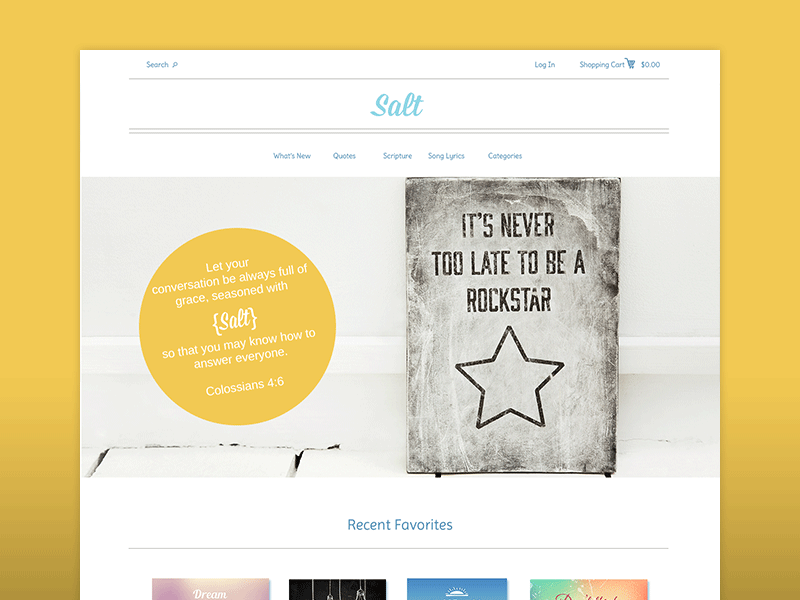 Search
Log In
Shopping Cart $0.00
Salt
What's New Quotes Scripture Song Lyrics Categories
Let your
conversation be always full of
grace, seasoned with
{Salt}
so that you may know how to
answer everyone.
Colossians 4:6
IT'S NEVER
TOO LATE TO BE A
ROCKSTAR
Recent Favorites
Dream